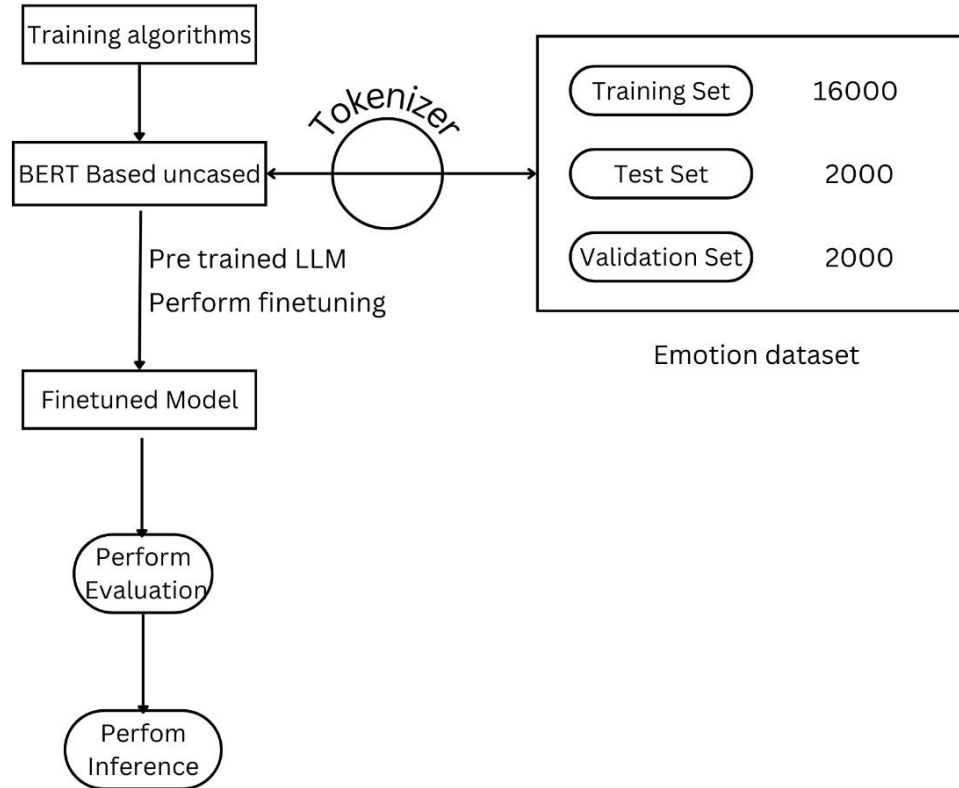 Training algorithms
Tokenizer
Training Set 16000
BERT Based uncased
Test Set 2000
Pre trained LLM
Perform finetuning
Validation Set 2000
Emotion dataset
Finetuned Model
Perform
Evaluation
Perfom
Inference